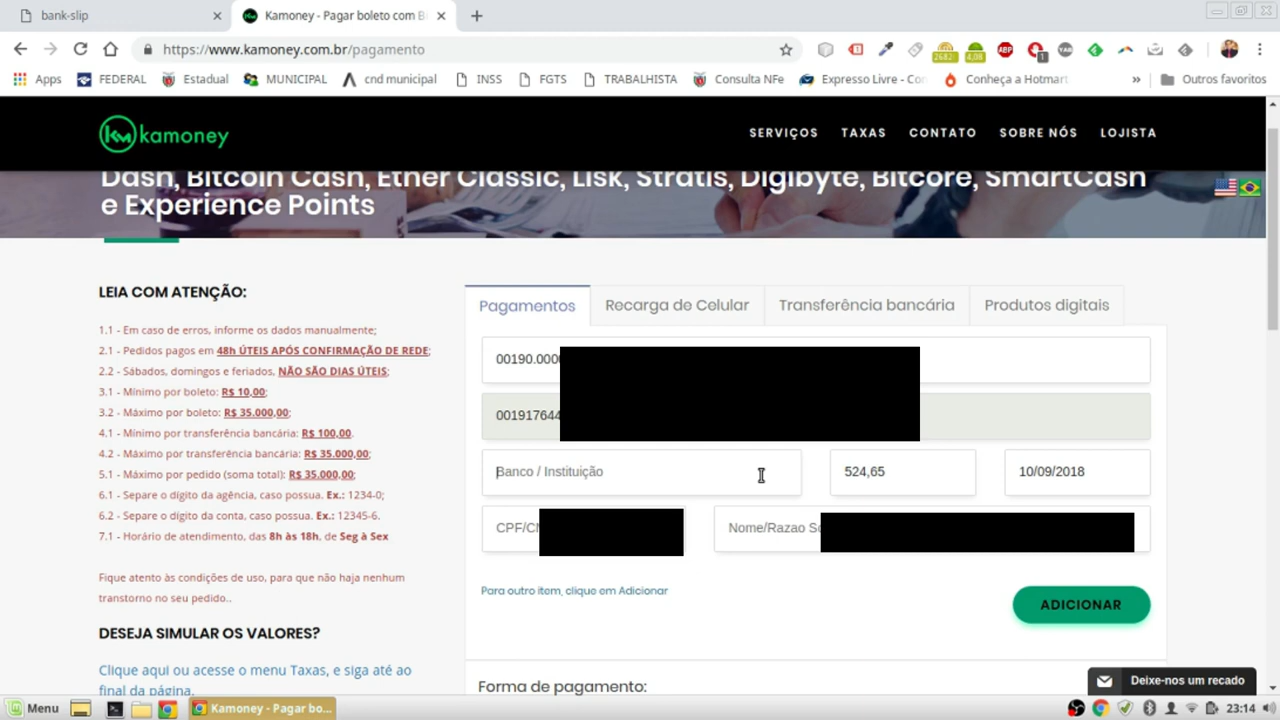 bank-slip
Kamoney - Pagar boleto com B
https://www.kamoney.com.br/pagamento
2682
4,08
ABP
1
Apps
FEDERAL
Estadual
MUNICIPAL
cnd municipal
INSS
FGTS
TRABALHISTA
Consulta NFe
Expresso Livre - Co
Conheça a Hotmart
»
Outros favoritos
kamoney
SERVIÇOS
TAXAS
CONTATO
SOBRE NÓS
LOJISTA
Dash, Bitcoin Cash, Ether Classic, Lisk, Stratis, Digibyte, Bitcore, SmartCash
e Experience Points
LEIA COM ATENÇÃO:
1.1 - Em caso de erros, informe os dados manualmente;
2.1 - Pedidos pagos em 48h ÚTEIS APÓS CONFIRMAÇÃO DE REDE;
2.2 - Sábados, domingos e feriados, NÃO SÃO DIAS ÚTEIS;
3.1 - Mínimo por boleto: R$ 10,00;
3.2 - Máximo por boleto: R$ 35.000,00;
4.1 - Mínimo por transferência bancária: R$ 100,00.
4.2 - Máximo por transferência bancária: R$ 35.000,00;
5.1 - Máximo por pedido (soma total): R$ 35.000,00;
6.1 - Separe o dígito da agência, caso possua. Ex.: 1234-0;
6.2 - Separe o dígito da conta, caso possua. Ex.: 12345-6.
7.1 - Horário de atendimento, das 8h às 18h, de Seg à Sex
Fique atento às condições de uso, para que não haja nenhum
transtorno no seu pedido..
DESEJA SIMULAR OS VALORES?
Clique aqui ou acesse o menu Taxas, e siga até ao
final da página.
Pagamentos
Recarga de Celular
Transferência bancária
Produtos digitais
00190.000
001917644
Banco / Instituição
524,65
10/09/2018
CPF/C
Nome/Razao So
Para outro item, clique em Adicionar
ADICIONAR
Forma de pagamento:
Deixe-nos um recado
Menu
Kamoney - Pagar bo...
23:14